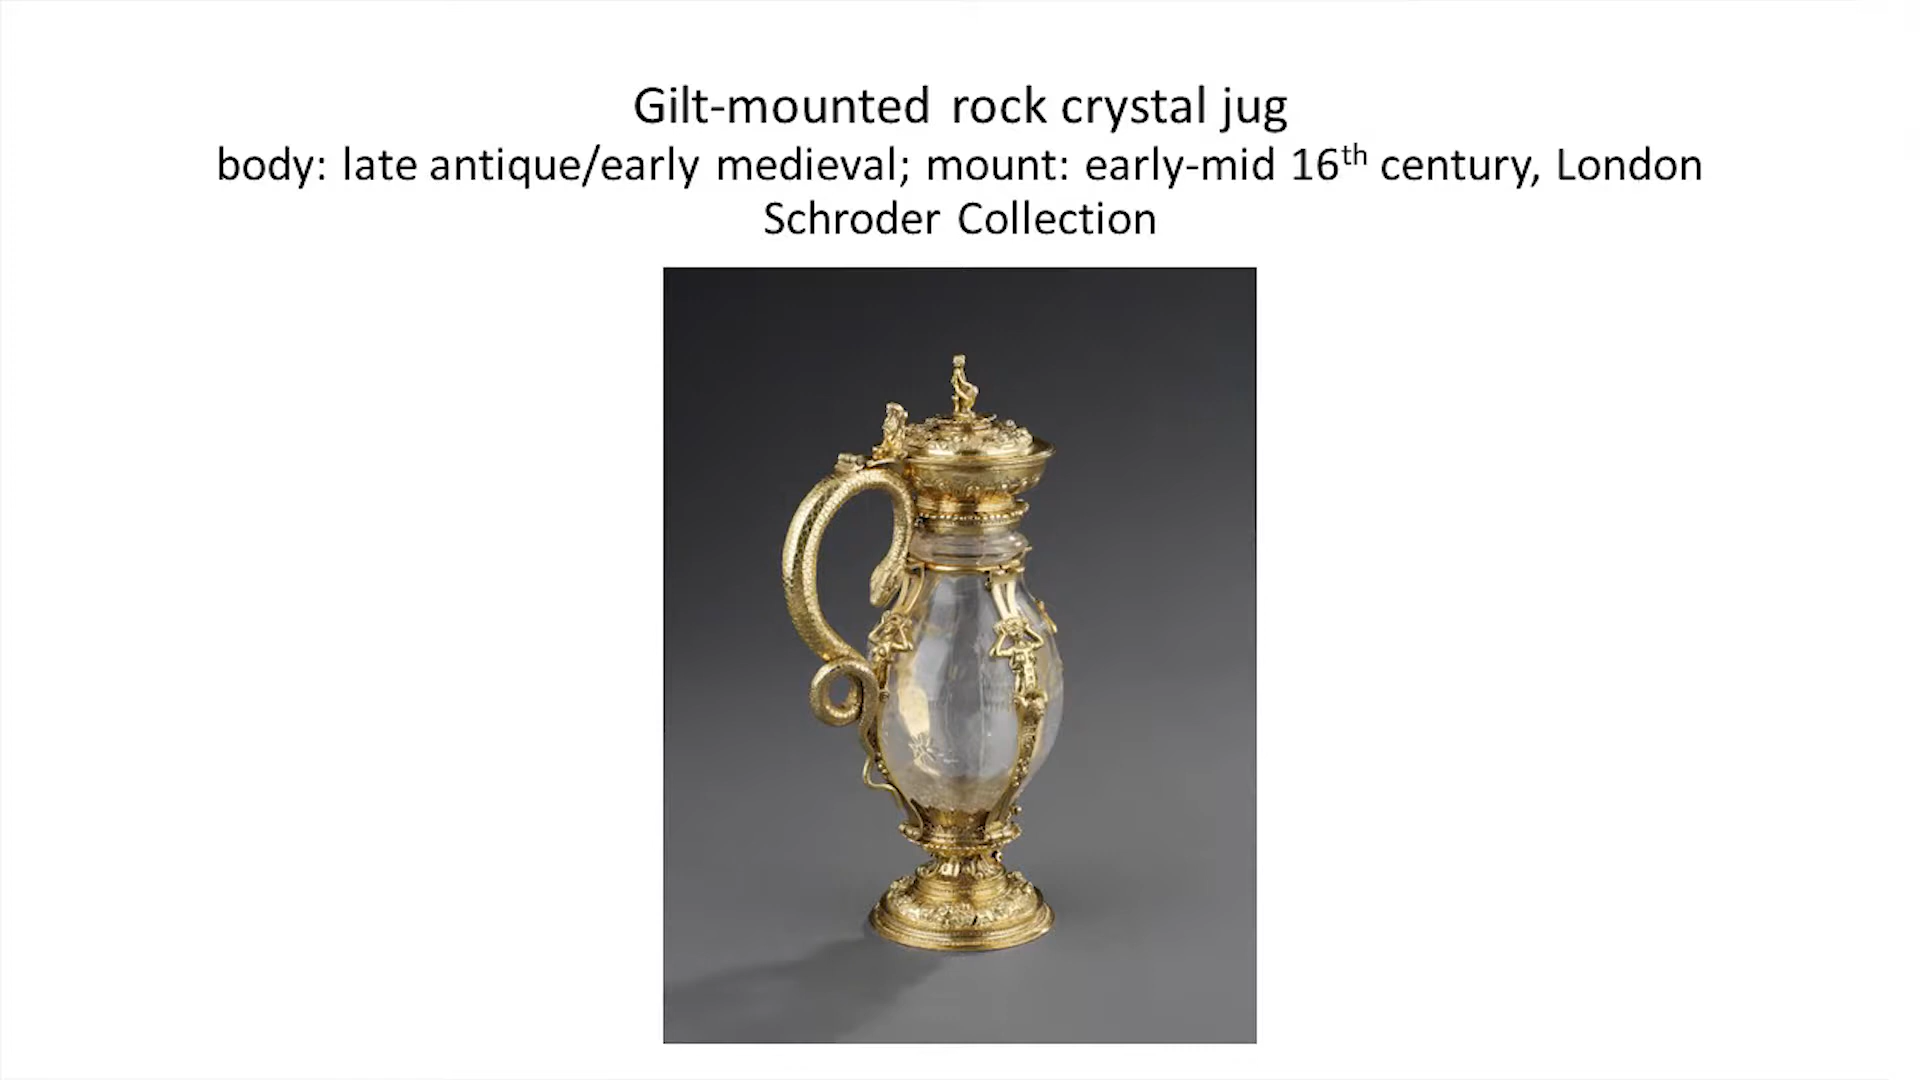 Gilt-mounted rock crystal jug
body: late antique/early medieval; mount: early-mid 16th century, London
Schroder Collection